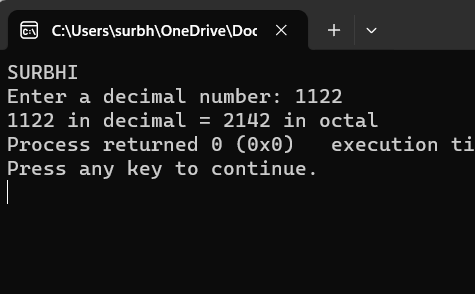 C:\Users\surbh\OneDrive\Doc
SURBHI
Enter a decimal number: 1122
1122 in decimal = 2142 in octal
Process returned 0 (0x0)   execution ti
Press any key to continue.